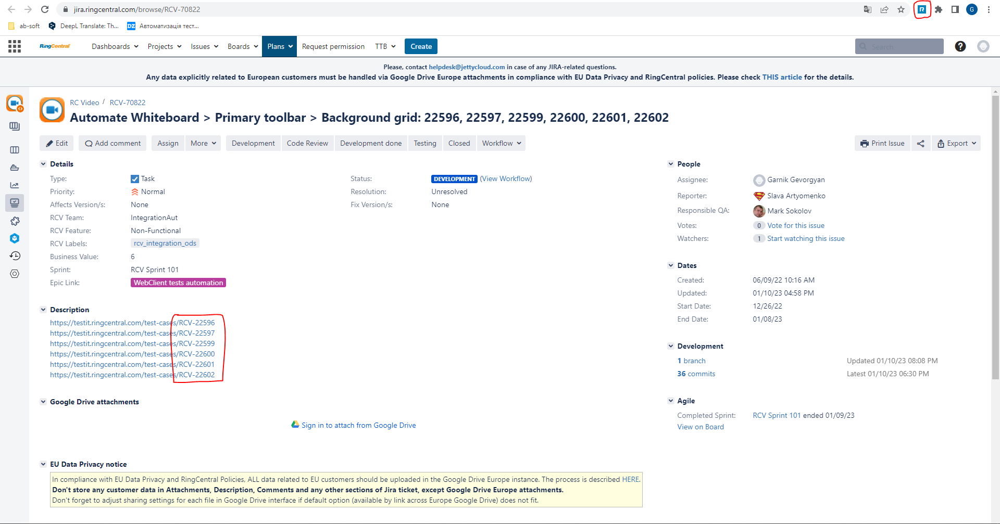 jira.ringcentral.com/browse/RCV-70822
R
G
ab-soft
DeepL Translate: Th...
DZ Автоматизація тест...
RingCentral Dashboards Projects Issues Boards Plans Request permission TTB Create Search
Please, contact helpdesk@jettycloud.com in case of any JIRA-related questions.
Any data explicitly related to European customers must be handled via Google Drive Europe attachments in compliance with EU Data Privacy and RingCentral policies. Please check THIS article for the details.
RC Video / RCV-70822
Automate Whiteboard > Primary toolbar > Background grid: 22596, 22597, 22599, 22600, 22601, 22602
Edit Add comment Assign More Development Code Review Development done Testing Closed Workflow Print Issue Export
Details
Type: Task
Priority: Normal
Affects Version/s: None
RCV Team: IntegrationAut
RCV Feature: Non-Functional
RCV Labels: rcv_integration_ods
Business Value: 6
Sprint: RCV Sprint 101
Epic Link: WebClient tests automation
Status: DEVELOPMENT (View Workflow)
Resolution: Unresolved
Fix Version/s: None
Description
https://testit.ringcentral.com/test-cases/RCV-22596
https://testit.ringcentral.com/test-cases/RCV-22597
https://testit.ringcentral.com/test-cases/RCV-22599
https://testit.ringcentral.com/test-cases/RCV-22600
https://testit.ringcentral.com/test-cases/RCV-22601
https://testit.ringcentral.com/test-cases/RCV-22602
Google Drive attachments
Sign in to attach from Google Drive
EU Data Privacy notice
In compliance with EU Data Privacy and RingCentral Policies, ALL data related to EU customers should be uploaded in the Google Drive Europe instance. The process is described HERE.
Don't store any customer data in Attachments, Description, Comments and any other sections of Jira ticket, except Google Drive Europe attachments.
Don't forget to adjust sharing settings for each file in Google Drive interface if default option (available by link across Europe Google Drive) does not fit.
People
Assignee: Garnik Gevorgyan
Reporter: Slava Artyomenko
Responsible QA: Mark Sokolov
Votes: 0 Vote for this issue
Watchers: 1 Start watching this issue
Dates
Created: 06/09/22 10:16 AM
Updated: 01/10/23 04:58 PM
Start Date: 12/26/22
End Date: 01/08/23
Development
1 branch Updated 01/10/23 08:08 PM
36 commits Latest 01/10/23 06:30 PM
Agile
Completed Sprint: RCV Sprint 101 ended 01/09/23
View on Board